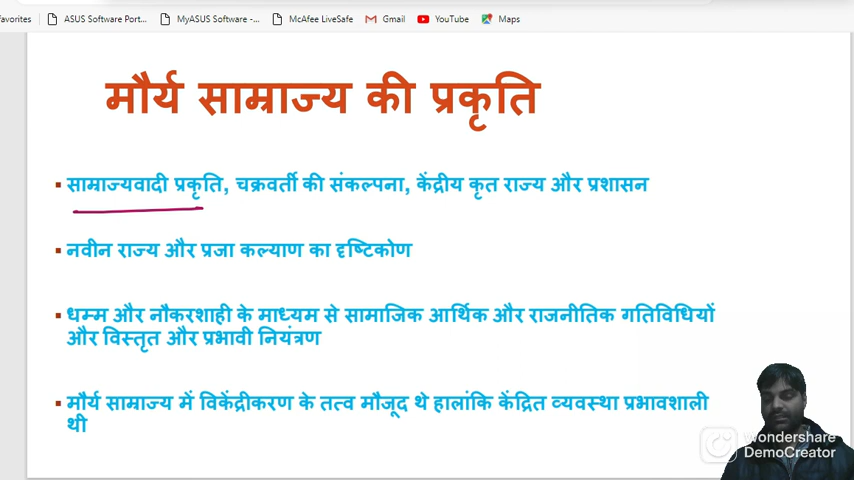 avorites ASUS Software Port... MyASUS Software -... McAfee LiveSafe Gmail YouTube Maps
मौर्य साम्राज्य की प्रकृति
▪ साम्राज्यवादी प्रकृति, चक्रवर्ती की संकल्पना, केंद्रीय कृत राज्य और प्रशासन
▪ नवीन राज्य और प्रजा कल्याण का दृष्टिकोण
▪ धम्म और नौकरशाही के माध्यम से सामाजिक आर्थिक और राजनीतिक गतिविधियों
और विस्तृत और प्रभावी नियंत्रण
▪ मौर्य साम्राज्य में विकेंद्रीकरण के तत्व मौजूद थे हालांकि केंद्रित व्यवस्था प्रभावशाली
थी
Wondershare
DemoCreator